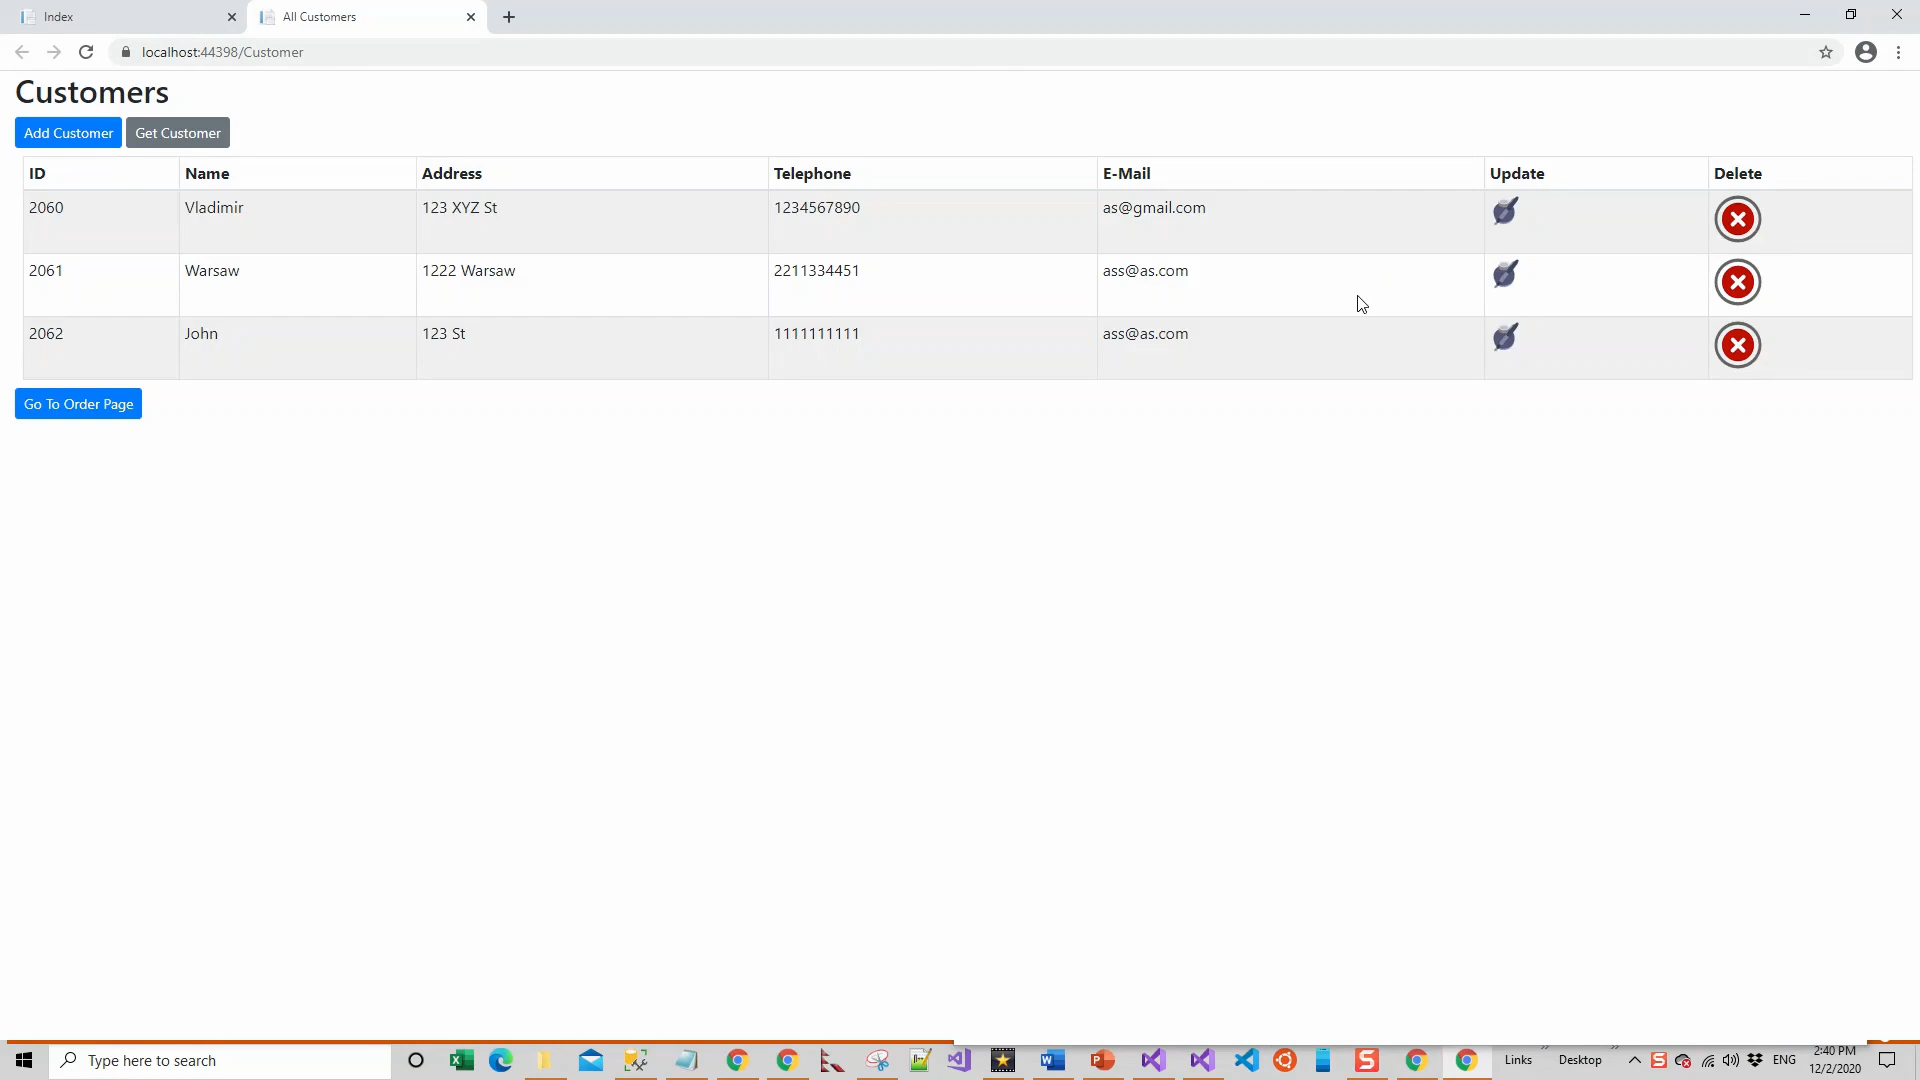 Index
All Customers
localhost:44398/Customer
Customers
Add Customer Get Customer
ID Name Address Telephone E-Mail Update Delete
2060 Vladimir 123 XYZ St 1234567890 as@gmail.com
2061 Warsaw 1222 Warsaw 2211334451 ass@as.com
2062 John 123 St 1111111111 ass@as.com
Go To Order Page
Type here to search
Links Desktop ENG
2:40 PM
12/2/2020